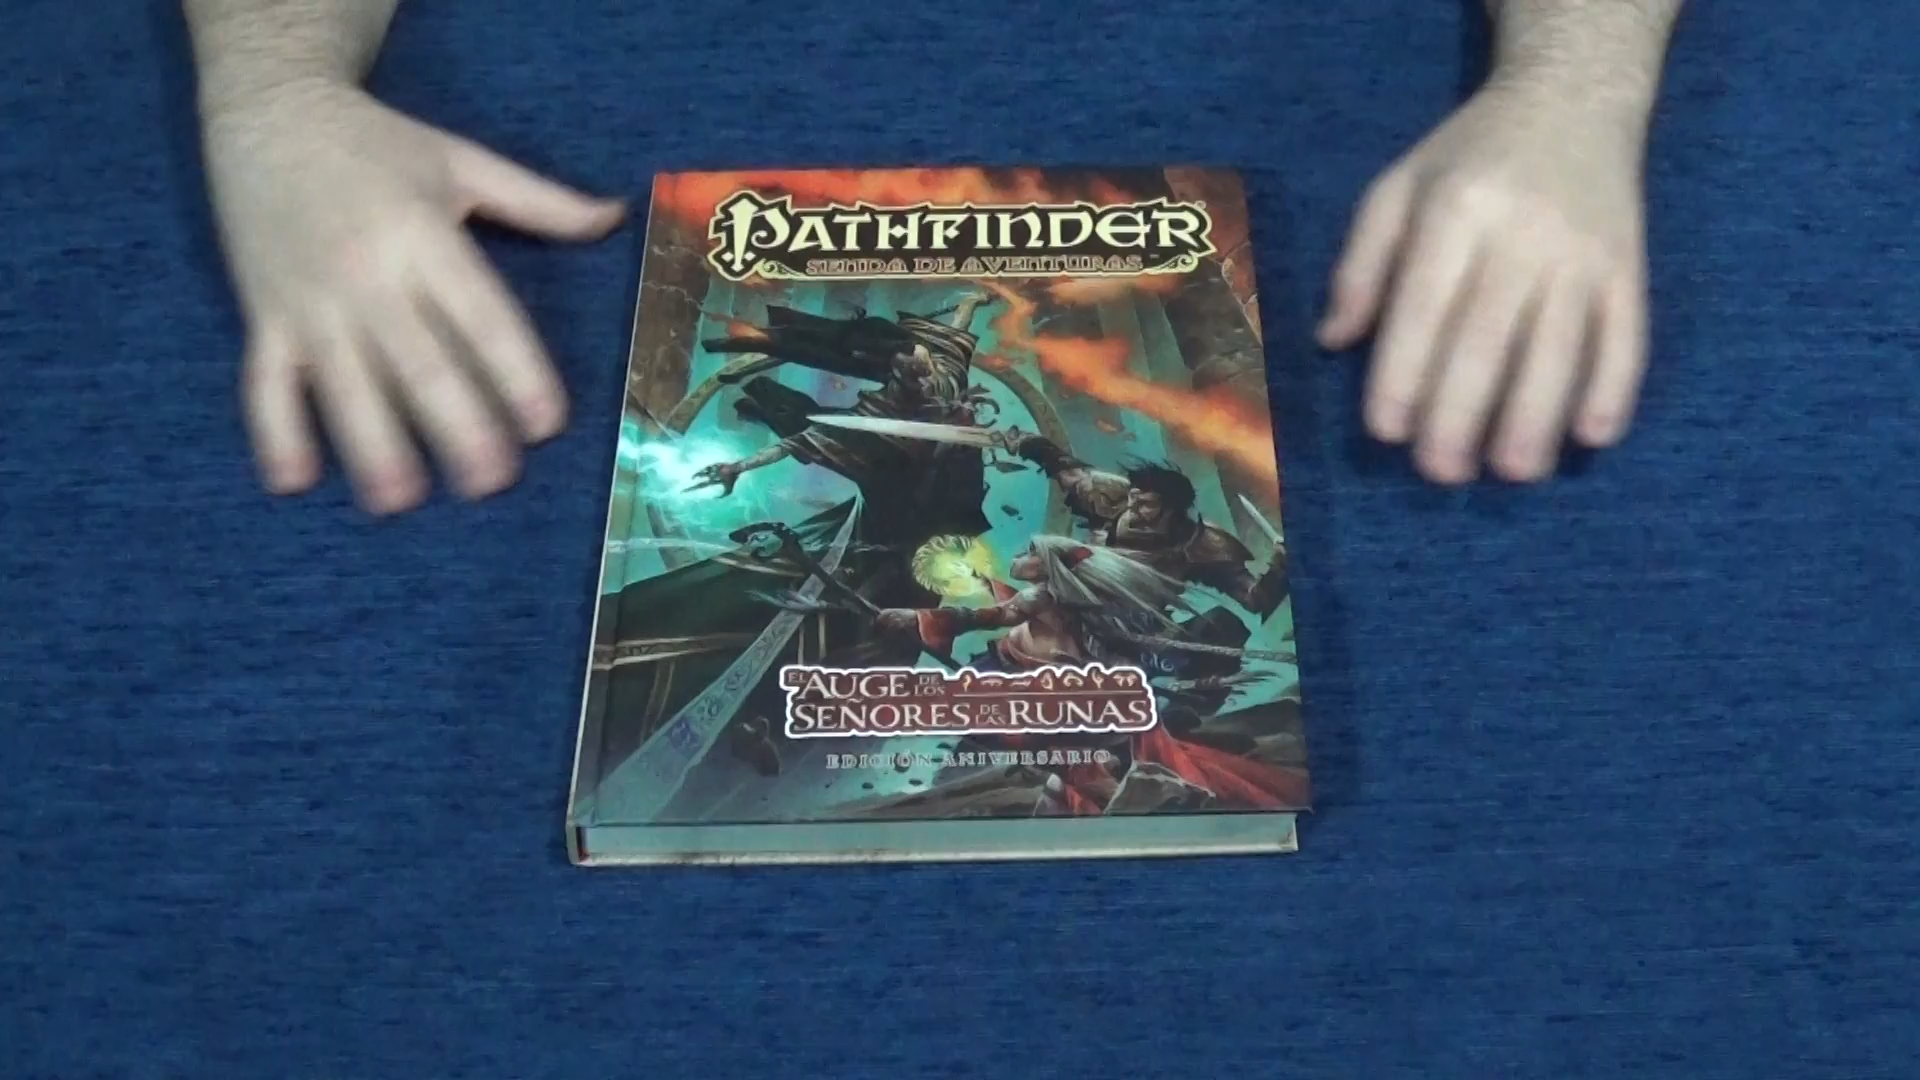 PATHFINDER
SENDA DE AVENTURAS
EL AUGE DE LOS
SEÑORES DE LAS RUNAS
EDICIÓN ANIVERSARIO